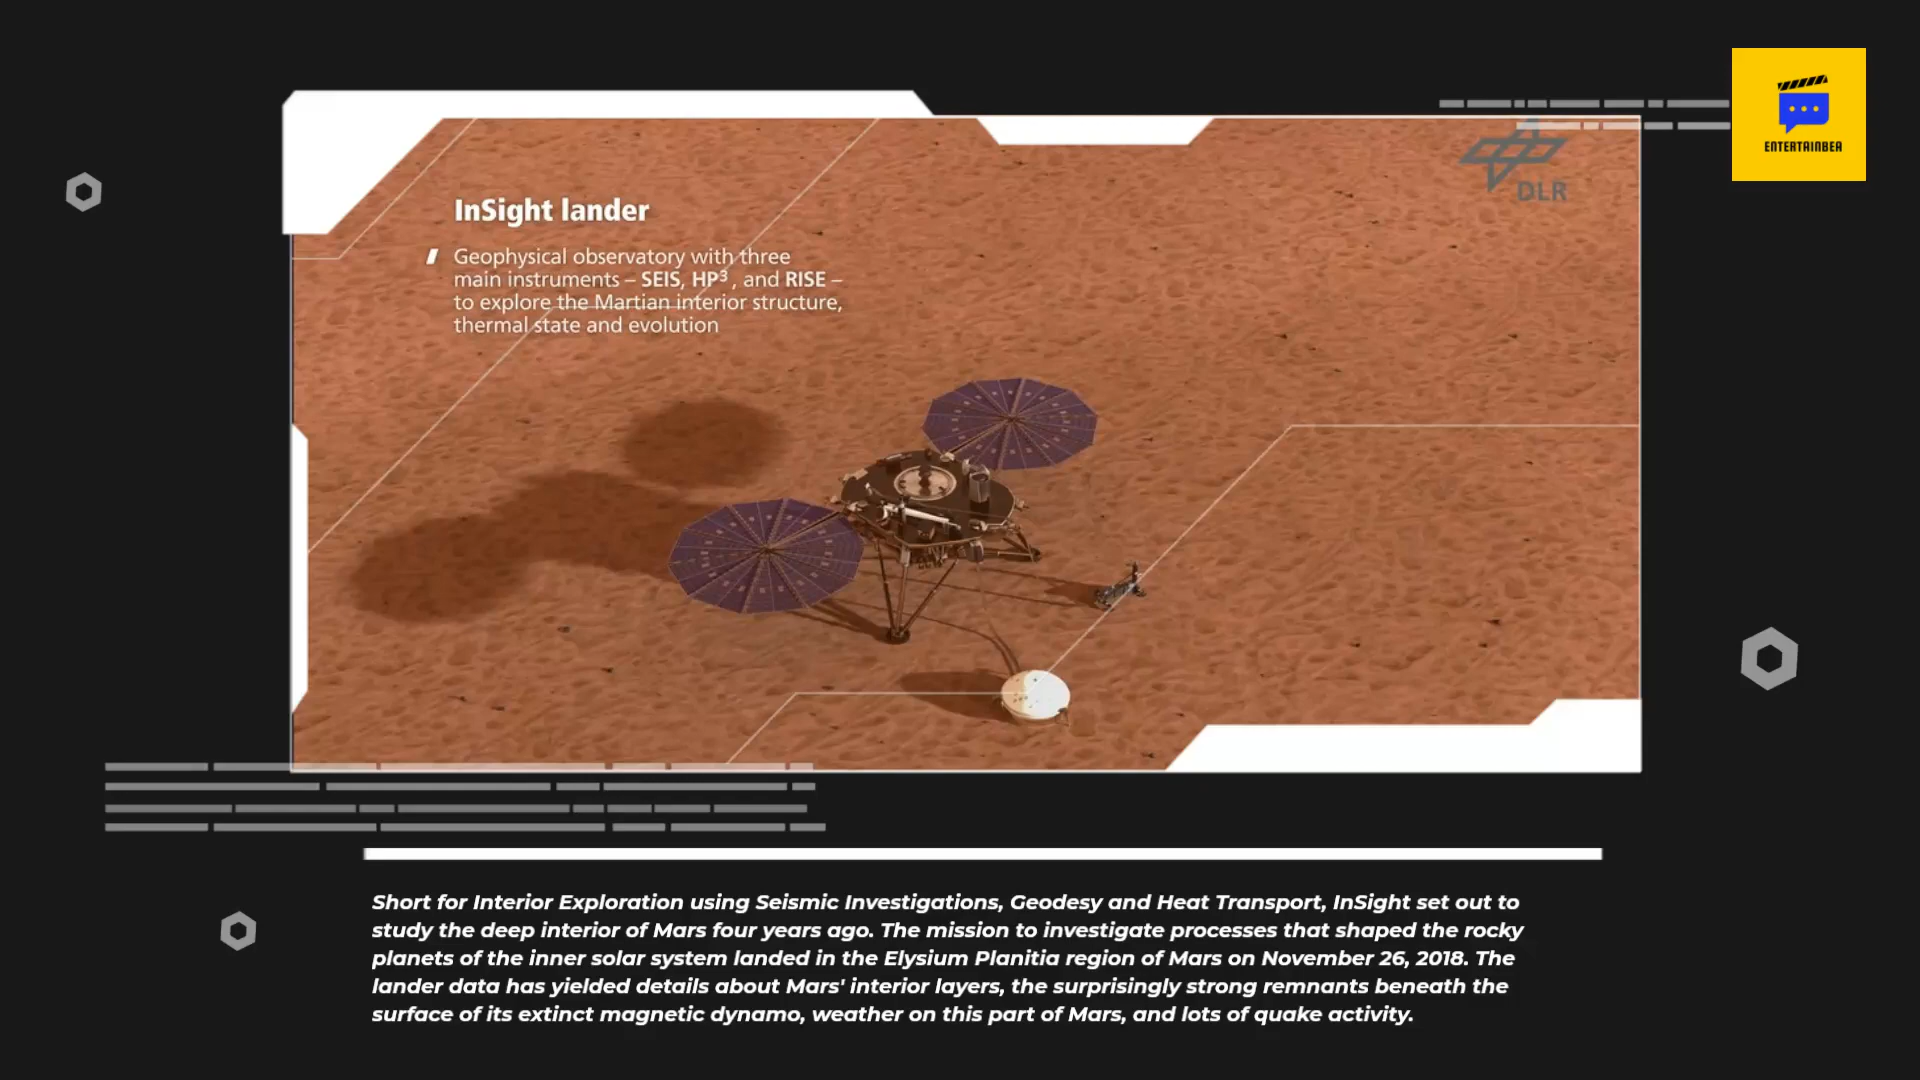 ENTERTAINBEA
DLR
InSight lander
Geophysical observatory with three
main instruments – SEIS, HP³, and RISE –
to explore the Martian interior structure,
thermal state and evolution
Short for Interior Exploration using Seismic Investigations, Geodesy and Heat Transport, InSight set out to
study the deep interior of Mars four years ago. The mission to investigate processes that shaped the rocky
planets of the inner solar system landed in the Elysium Planitia region of Mars on November 26, 2018. The
lander data has yielded details about Mars' interior layers, the surprisingly strong remnants beneath the
surface of its extinct magnetic dynamo, weather on this part of Mars, and lots of quake activity.